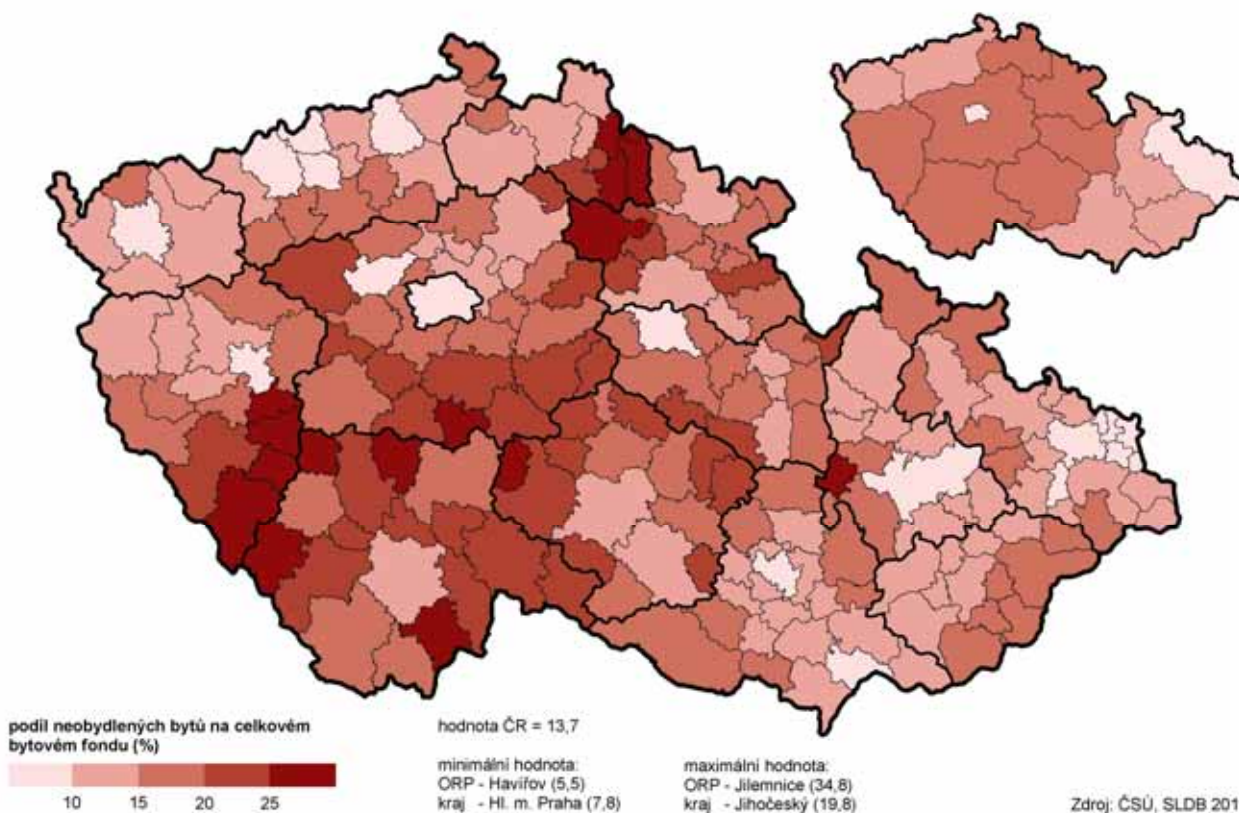 podíl neobydlených bytů na celkovém
bytovém fondu (%)
10 15 20 25
hodnota ČR = 13,7
minimální hodnota:
ORP - Havířov (5,5)
kraj - Hl. m. Praha (7,8)
maximální hodnota:
ORP - Jilemnice (34,8)
kraj - Jihočeský (19,8)
Zdroj: ČSÚ, SLDB 201